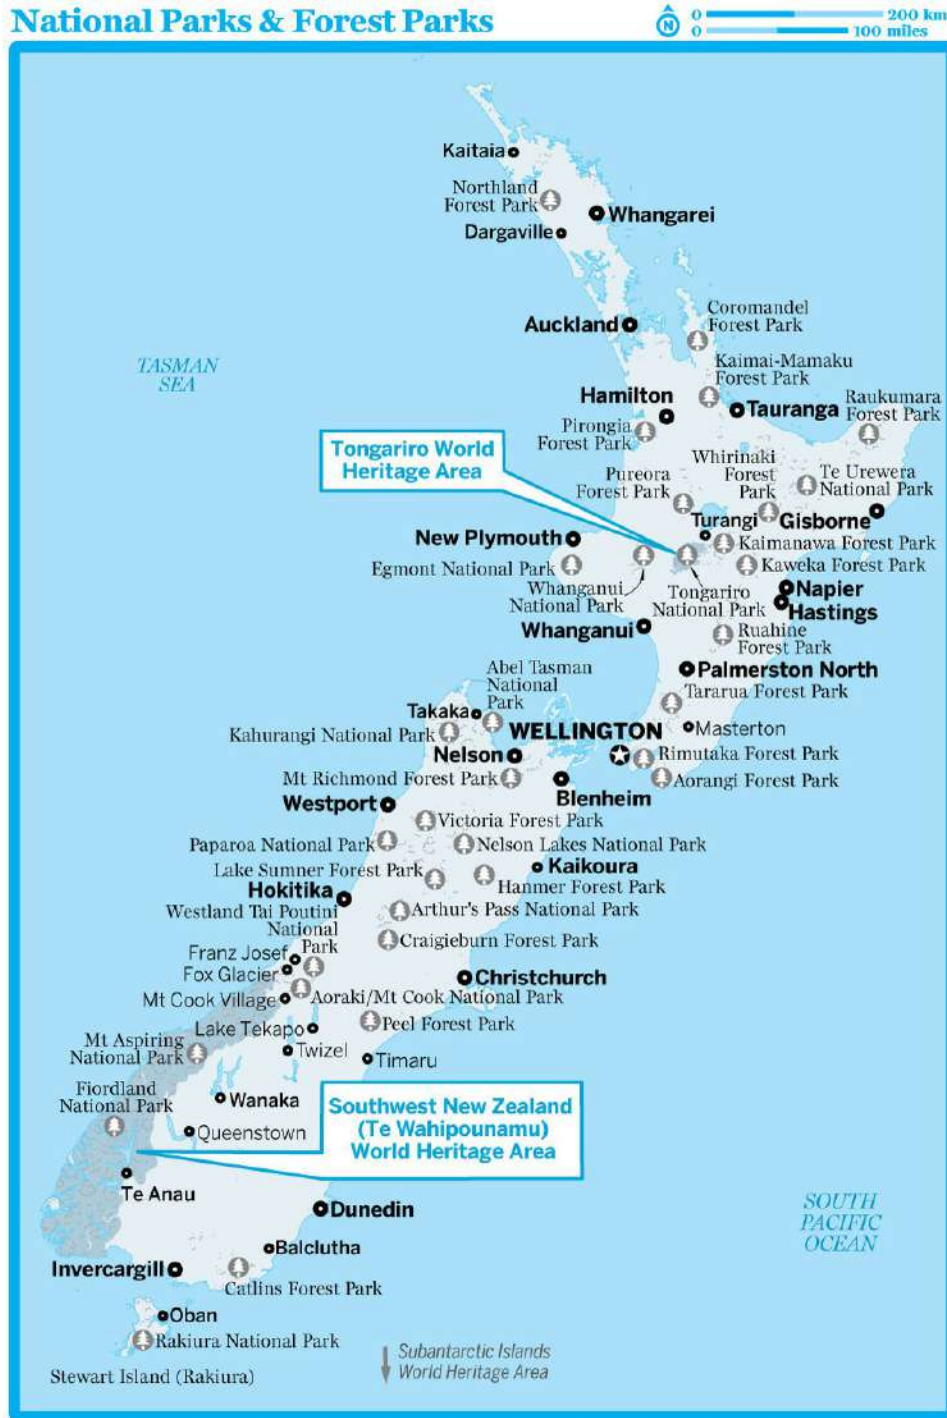 National Parks & Forest Parks
N
0 200 km
0 100 miles
Kaitaia
Northland
Forest Park
Whangarei
Dargaville
Coromandel
Forest Park
Auckland
TASMAN
SEA
Kaimai-Mamaku
Forest Park
Hamilton
Tauranga
Raukumara
Forest Park
Pirongia
Forest Park
Tongariro World
Heritage Area
Whirinaki
Forest
Park
Pureora
Forest Park
Te Urewera
National Park
Turangi
Gisborne
New Plymouth
Kaimanawa Forest Park
Egmont National Park
Kaweka Forest Park
Whanganui
National Park
Tongariro
National Park
Napier
Hastings
Whanganui
Ruahine
Forest Park
Abel Tasman
National
Park
Palmerston North
Tararua Forest Park
Takaka
Kahurangi National Park
WELLINGTON
Masterton
Nelson
Rimutaka Forest Park
Mt Richmond Forest Park
Aorangi Forest Park
Westport
Blenheim
Victoria Forest Park
Paparoa National Park
Nelson Lakes National Park
Lake Sumner Forest Park
Kaikoura
Hokitika
Hanmer Forest Park
Westland Tai Poutini
National
Park
Arthur's Pass National Park
Craigieburn Forest Park
Franz Josef
Fox Glacier
Christchurch
Mt Cook Village
Aoraki/Mt Cook National Park
Lake Tekapo
Peel Forest Park
Mt Aspiring
National Park
Twizel
Timaru
Fiordland
National Park
Wanaka
Southwest New Zealand
(Te Wahipounamu)
World Heritage Area
Queenstown
Te Anau
Dunedin
SOUTH
PACIFIC
OCEAN
Balclutha
Invercargill
Catlins Forest Park
Oban
Rakiura National Park
Stewart Island (Rakiura)
Subantarctic Islands
World Heritage Area